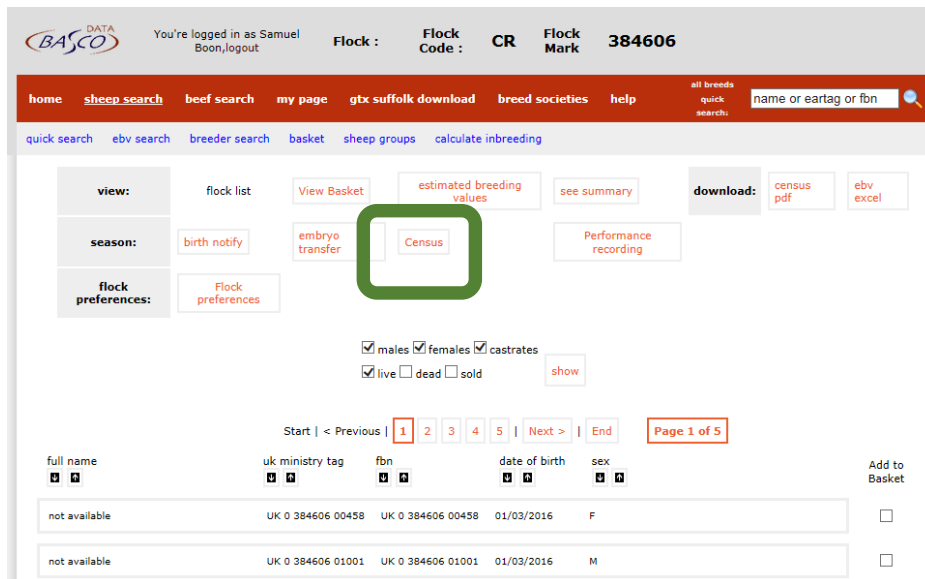 BASCO DATA
You're logged in as Samuel
Boon,logout
Flock :
Flock
Code :
CR
Flock
Mark
384606
home sheep search beef search my page gtx suffolk download breed societies help
all breeds
quick
search:
name or eartag or fbn
quick search ebv search breeder search basket sheep groups calculate inbreeding
view:
flock list
View Basket
estimated breeding
values
see summary
download:
census
pdf
ebv
excel
season:
birth notify
embryo
transfer
Census
Performance
recording
flock
preferences:
Flock
preferences
males females castrates
live dead sold
show
Start | < Previous | 1 2 3 4 5 | Next > | End Page 1 of 5
full name uk ministry tag fbn date of birth sex
Add to
Basket
not available UK 0 384606 00458 UK 0 384606 00458 01/03/2016 F
not available UK 0 384606 01001 UK 0 384606 01001 01/03/2016 M